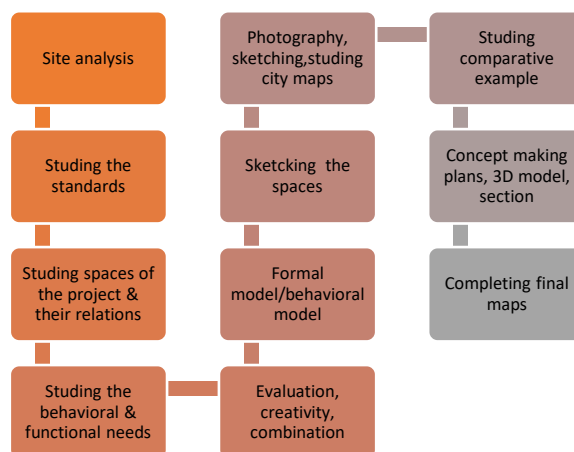 Site analysis
Studing the
standards
Studing spaces of
the project &
their relations
Studing the
behavioral &
functional needs
Evaluation,
creativity,
combination
Formal
model/behavioral
model
Sketcking the
spaces
Photography,
sketching,studing
city maps
Studing
comparative
example
Concept making
plans, 3D model,
section
Completing final
maps